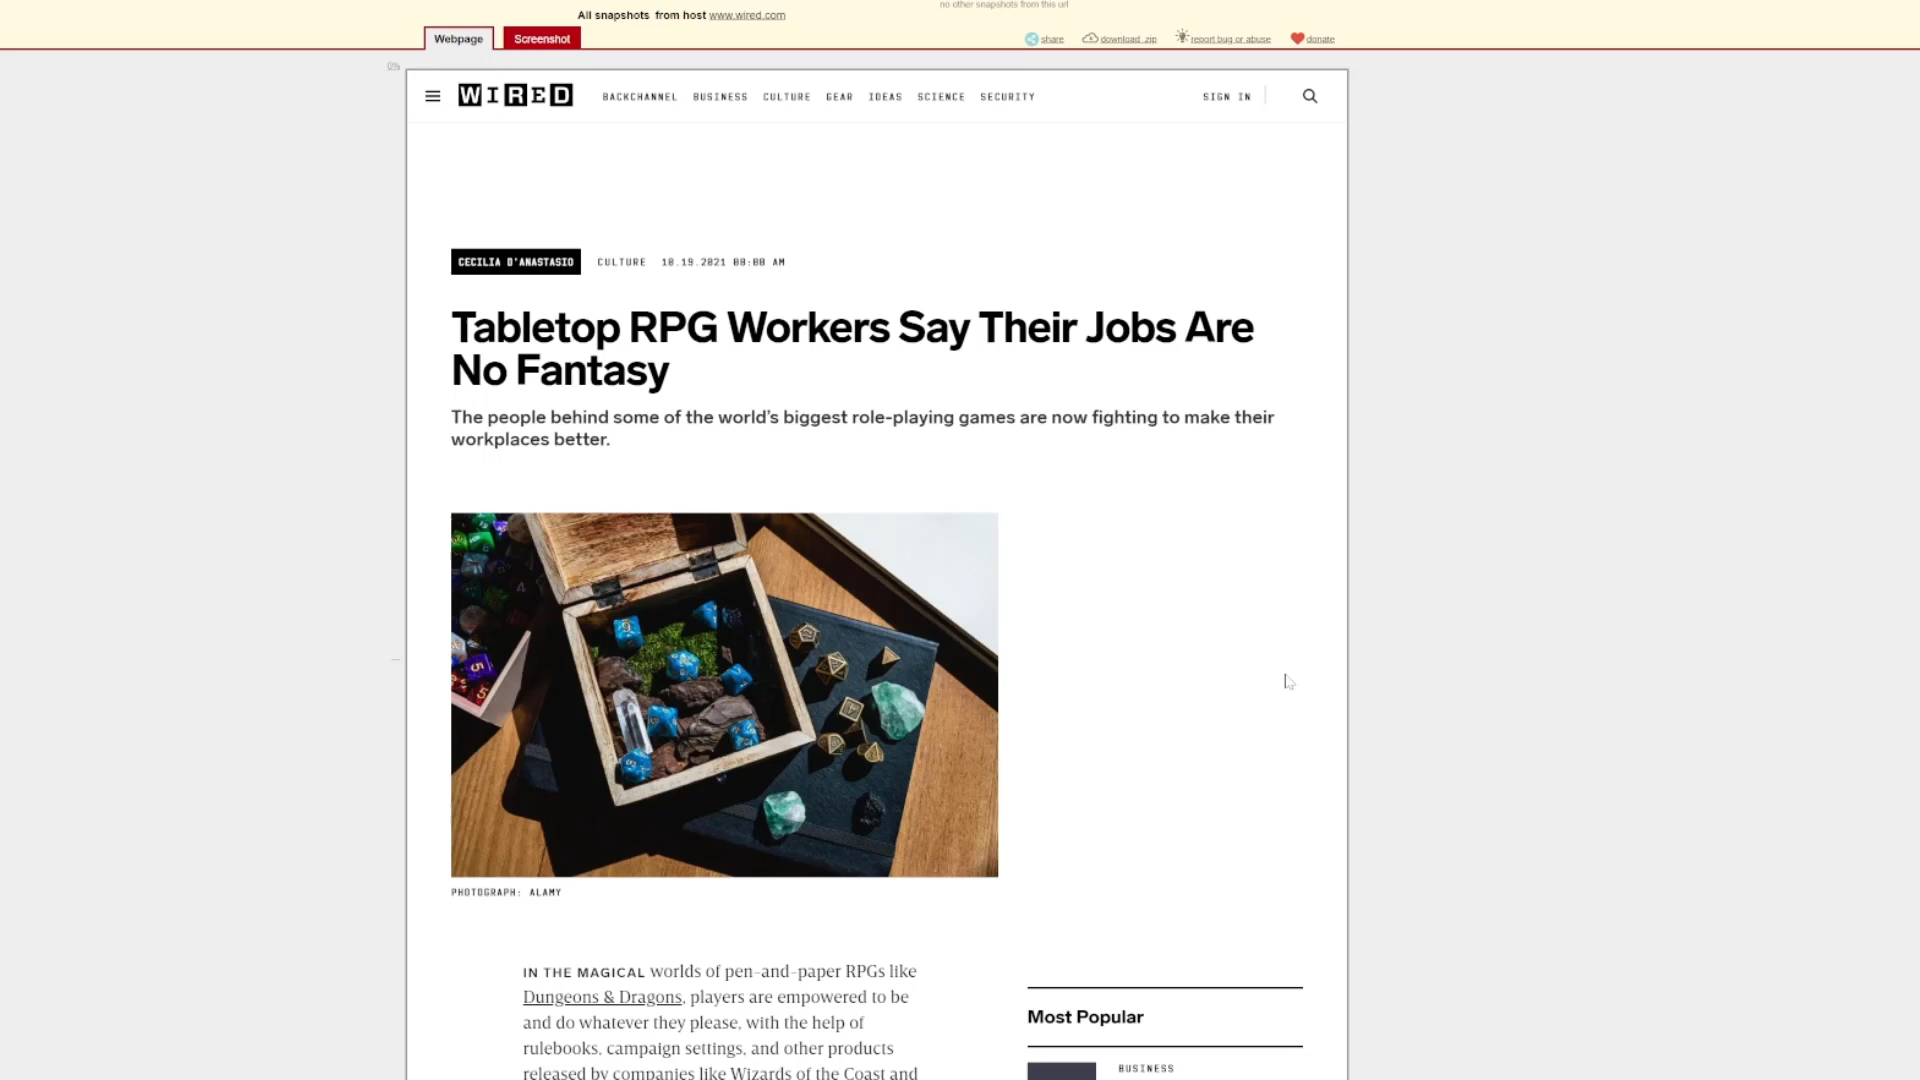 no other snapshots from this url
All snapshots from host www.wired.com
Webpage
Screenshot
share
download .zip
report bug or abuse
donate
0%
WIRED
BACKCHANNEL BUSINESS CULTURE GEAR IDEAS SCIENCE SECURITY
SIGN IN
CECILIA D'ANASTASIO CULTURE 10.19.2021 08:00 AM
Tabletop RPG Workers Say Their Jobs Are
No Fantasy
The people behind some of the world's biggest role-playing games are now fighting to make their
workplaces better.
PHOTOGRAPH: ALAMY
IN THE MAGICAL worlds of pen-and-paper RPGs like
Dungeons & Dragons, players are empowered to be
and do whatever they please, with the help of
rulebooks, campaign settings, and other products
released by companies like Wizards of the Coast and
Most Popular
BUSINESS